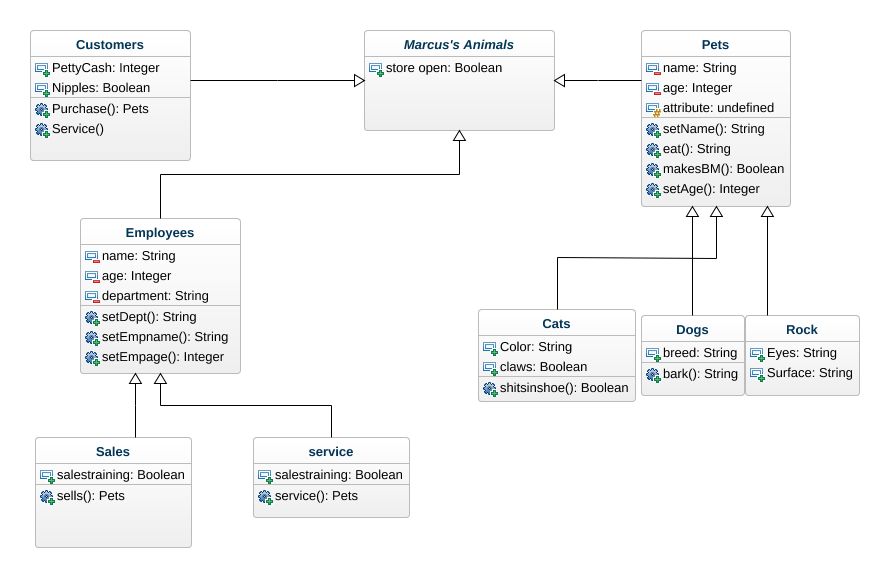 Customers
PettyCash: Integer
Nipples: Boolean
Purchase(): Pets
Service()
Marcus's Animals
store open: Boolean
Pets
name: String
age: Integer
attribute: undefined
setName(): String
eat(): String
makesBM(): Boolean
setAge(): Integer
Employees
name: String
age: Integer
department: String
setDept(): String
setEmpname(): String
setEmpage(): Integer
Cats
Color: String
claws: Boolean
shitsinshoe(): Boolean
Dogs
breed: String
bark(): String
Rock
Eyes: String
Surface: String
Sales
salestraining: Boolean
sells(): Pets
service
salestraining: Boolean
service(): Pets